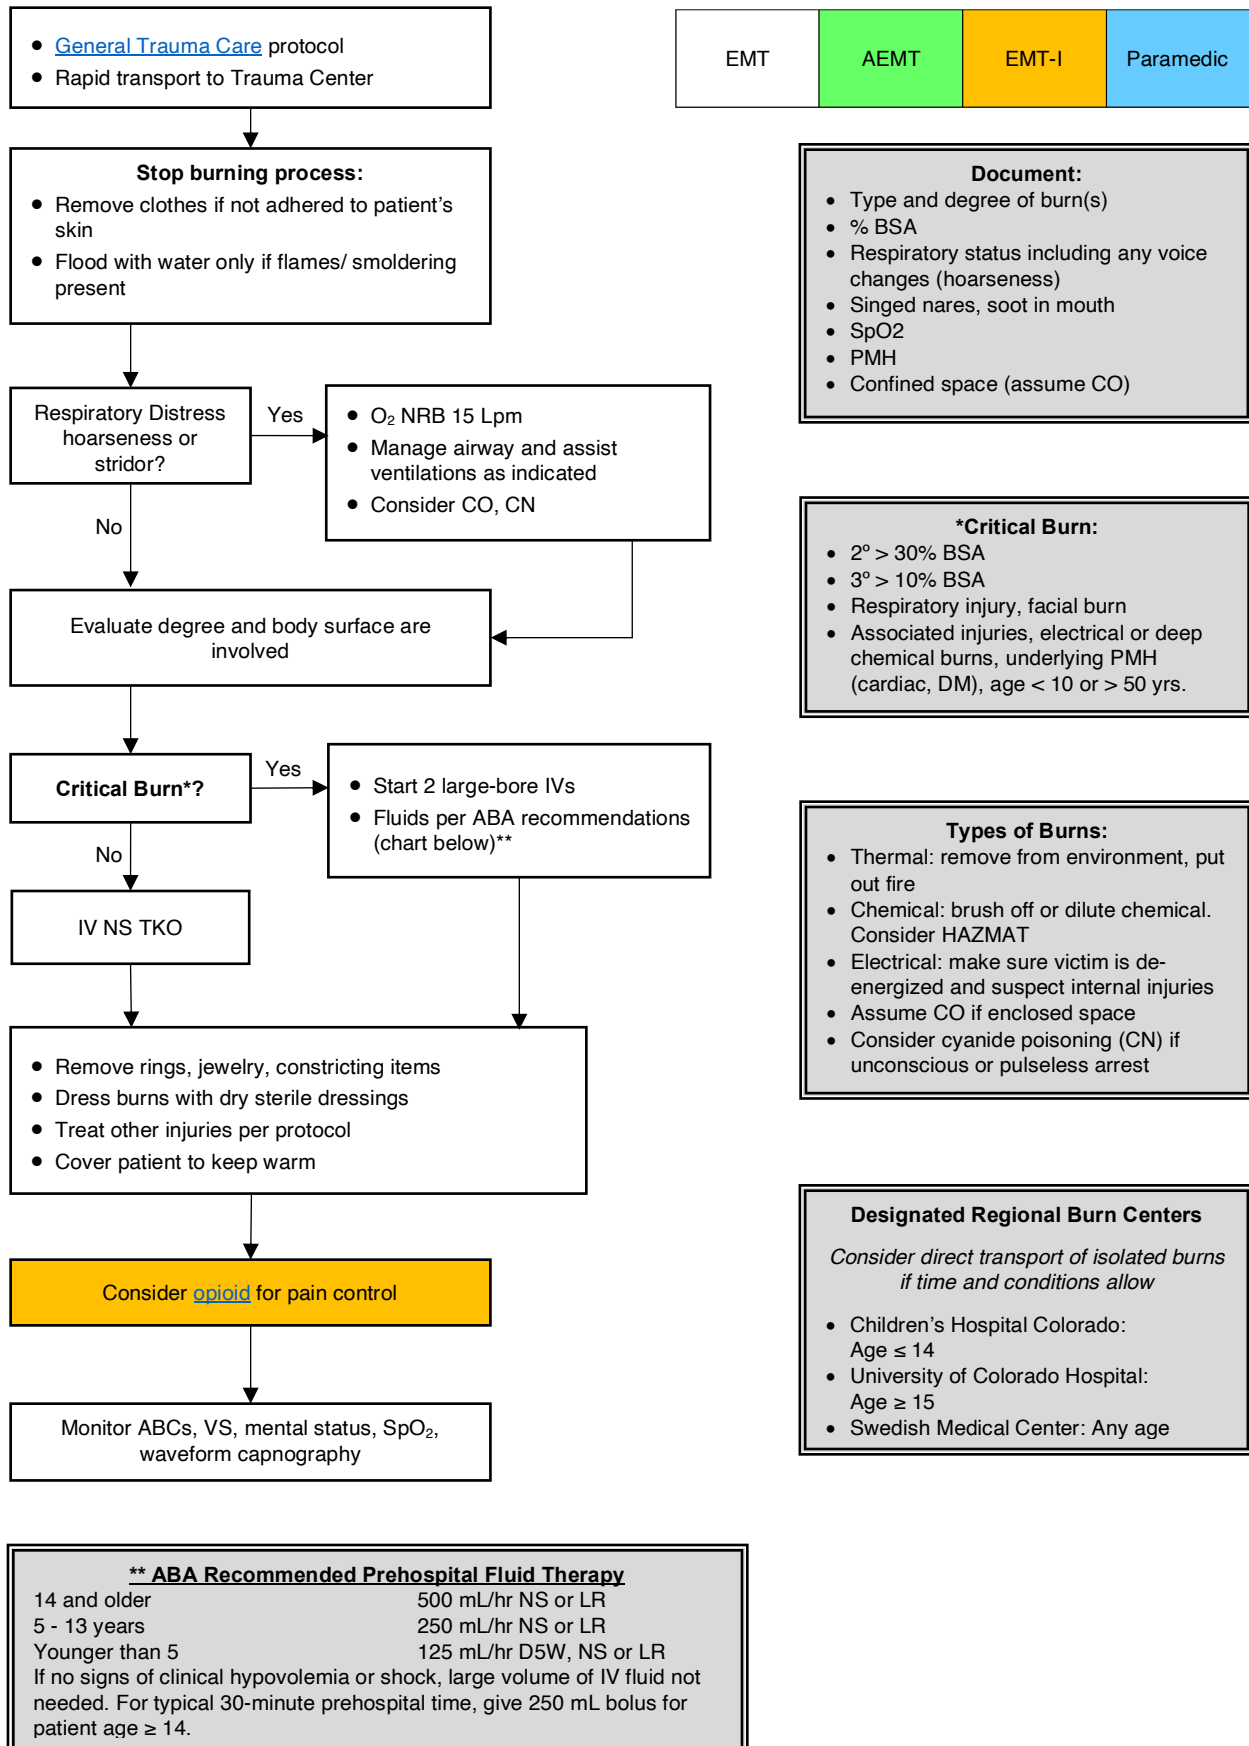 General Trauma Care protocol
Rapid transport to Trauma Center
EMT
AEMT
EMT-I
Paramedic
Stop burning process:
Remove clothes if not adhered to patient's
skin
Flood with water only if flames/ smoldering
present
Respiratory Distress
hoarseness or
stridor?
Yes
O₂ NRB 15 Lpm
Manage airway and assist
ventilations as indicated
Consider CO, CN
No
Evaluate degree and body surface are
involved
Critical Burn*?
Yes
Start 2 large-bore IVs
Fluids per ABA recommendations
(chart below)**
No
IV NS TKO
Remove rings, jewelry, constricting items
Dress burns with dry sterile dressings
Treat other injuries per protocol
Cover patient to keep warm
Consider opioid for pain control
Monitor ABCs, VS, mental status, SpO₂,
waveform capnography
Document:
Type and degree of burn(s)
% BSA
Respiratory status including any voice
changes (hoarseness)
Singed nares, soot in mouth
SpO2
PMH
Confined space (assume CO)
*Critical Burn:
2º > 30% BSA
3º > 10% BSA
Respiratory injury, facial burn
Associated injuries, electrical or deep
chemical burns, underlying PMH
(cardiac, DM), age < 10 or > 50 yrs.
Types of Burns:
Thermal: remove from environment, put
out fire
Chemical: brush off or dilute chemical.
Consider HAZMAT
Electrical: make sure victim is de-
energized and suspect internal injuries
Assume CO if enclosed space
Consider cyanide poisoning (CN) if
unconscious or pulseless arrest
Designated Regional Burn Centers
Consider direct transport of isolated burns
if time and conditions allow
Children's Hospital Colorado:
Age ≤ 14
University of Colorado Hospital:
Age ≥ 15
Swedish Medical Center: Any age
** ABA Recommended Prehospital Fluid Therapy
14 and older 500 mL/hr NS or LR
5 - 13 years 250 mL/hr NS or LR
Younger than 5 125 mL/hr D5W, NS or LR
If no signs of clinical hypovolemia or shock, large volume of IV fluid not
needed. For typical 30-minute prehospital time, give 250 mL bolus for
patient age ≥ 14.